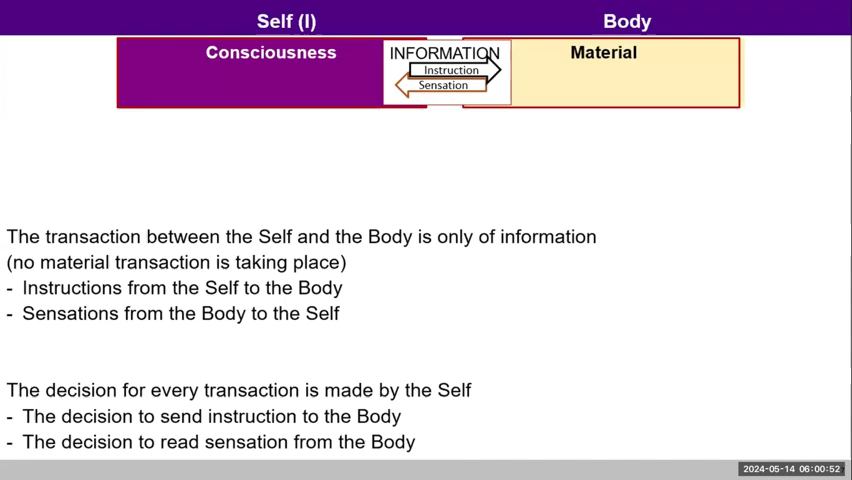 Self (I)
Body
Consciousness
INFORMATION
Material
Instruction
Sensation
The transaction between the Self and the Body is only of information
(no material transaction is taking place)
- Instructions from the Self to the Body
- Sensations from the Body to the Self
The decision for every transaction is made by the Self
- The decision to send instruction to the Body
- The decision to read sensation from the Body
2024-05-14 06:00:52